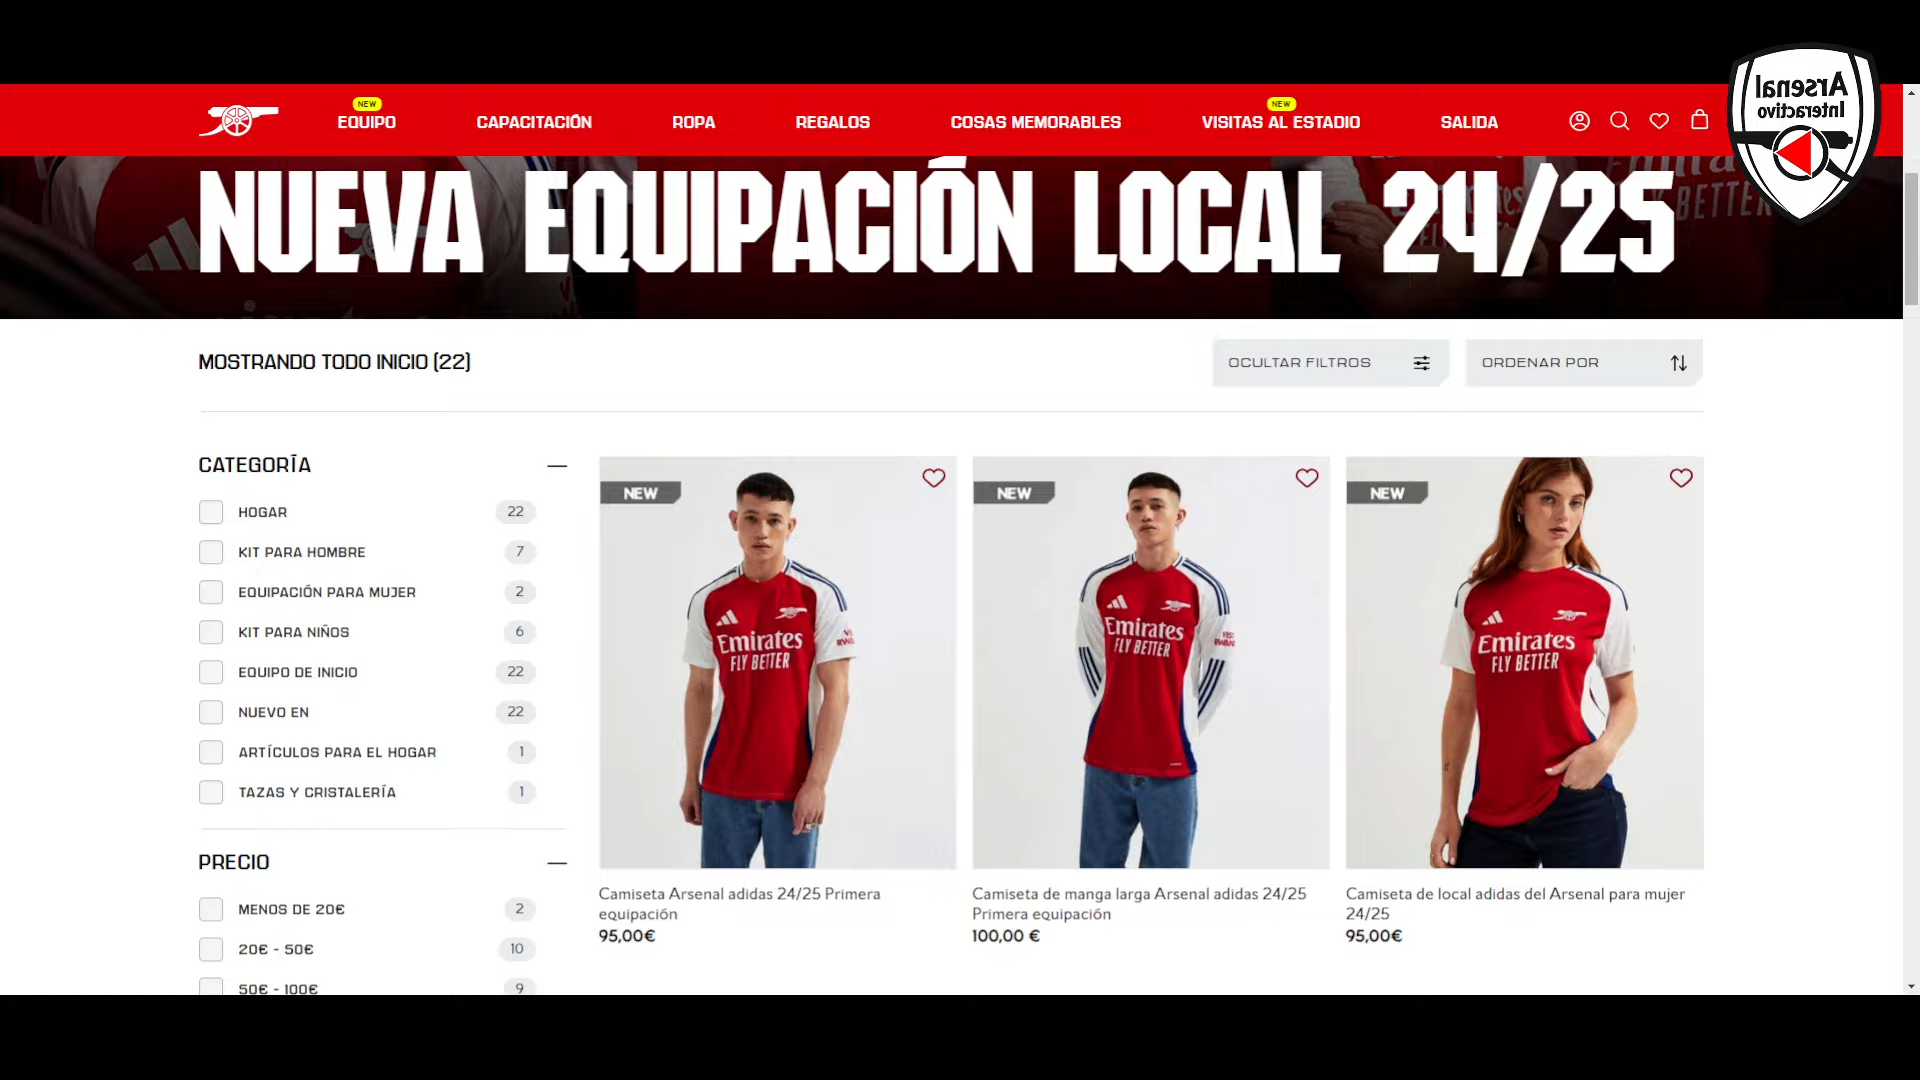 NEW
NEW
EQUIPO
CAPACITACIÓN
ROPA
REGALOS
COSAS MEMORABLES
VISITAS AL ESTADIO
SALIDA
Arsenal
Interactivo
NUEVA EQUIPACIÓN LOCAL 24/25
BETTER
MOSTRANDO TODO INICIO (22)
OCULTAR FILTROS
ORDENAR POR
CATEGORÍA
HOGAR 22
KIT PARA HOMBRE 7
EQUIPACIÓN PARA MUJER 2
KIT PARA NIÑOS 6
EQUIPO DE INICIO 22
NUEVO EN 22
ARTÍCULOS PARA EL HOGAR 1
TAZAS Y CRISTALERÍA 1
PRECIO
MENOS DE 20€ 2
20€ - 50€ 10
50€ - 100€ 9
NEW
Emirates
FLY BETTER
Camiseta Arsenal adidas 24/25 Primera
equipación
95,00€
NEW
Emirates
FLY BETTER
Camiseta de manga larga Arsenal adidas 24/25
Primera equipación
100,00 €
NEW
Emirates
FLY BETTER
Camiseta de local adidas del Arsenal para mujer
24/25
95,00€